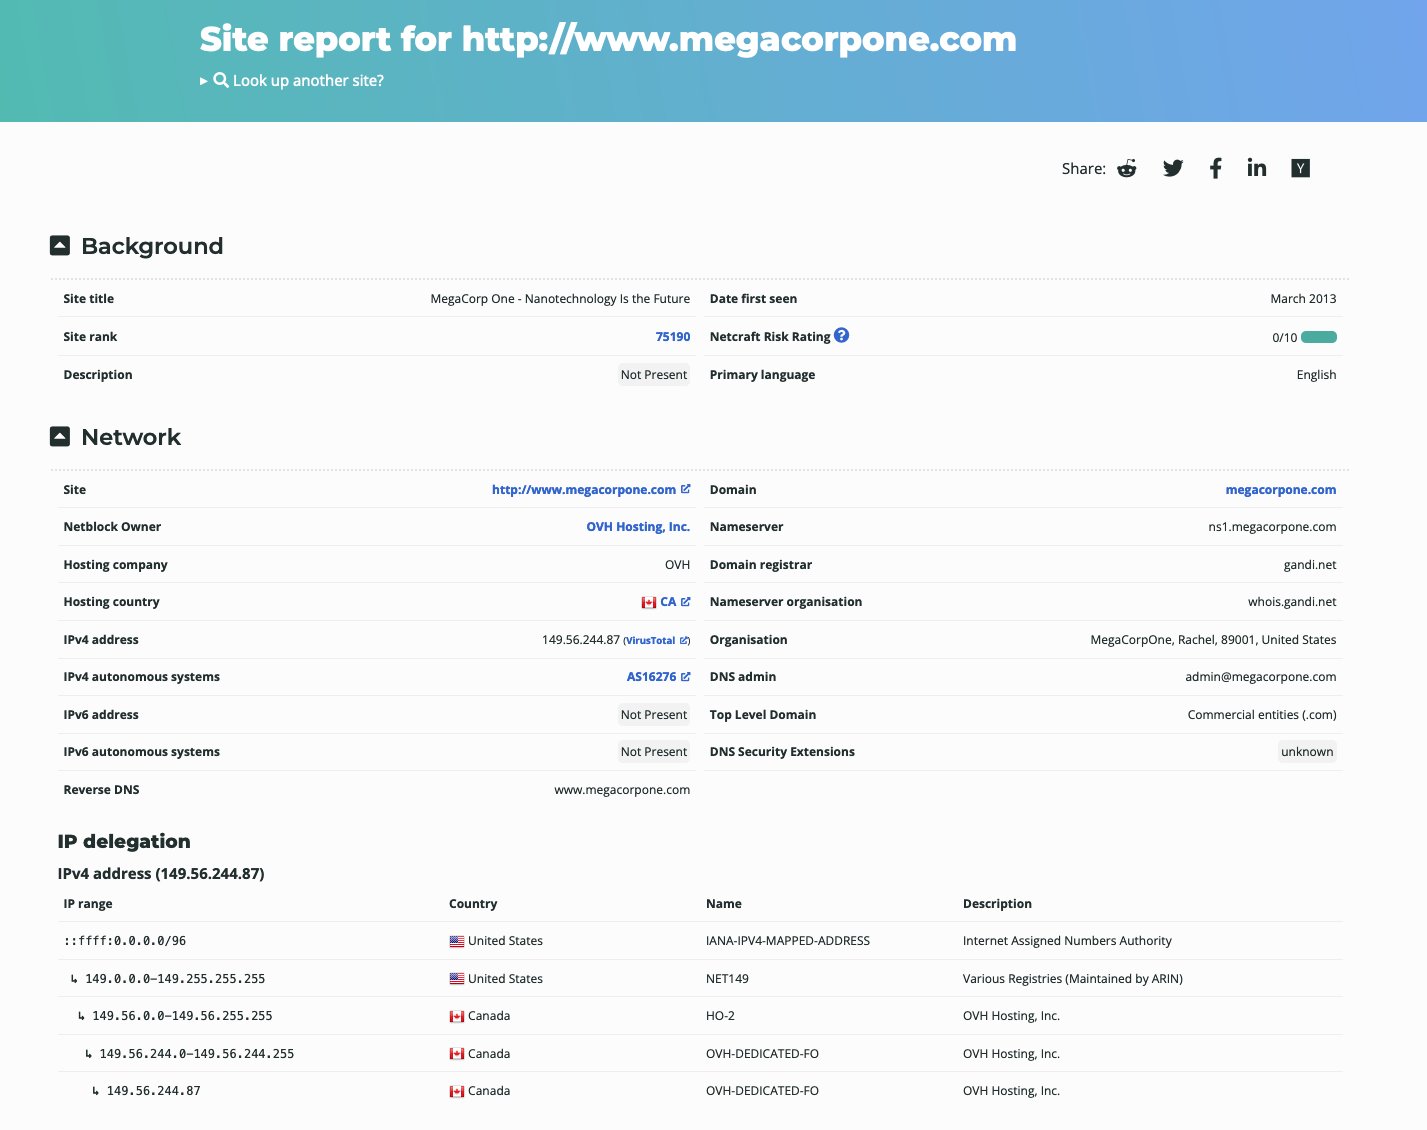 Site report for http://www.megacorpone.com
▸ Look up another site?
Share:
Background
Site title MegaCorp One - Nanotechnology Is the Future Date first seen March 2013
Site rank 75190 Netcraft Risk Rating ? 0/10
Description Not Present Primary language English
Network
Site http://www.megacorpone.com Domain megacorpone.com
Netblock Owner OVH Hosting, Inc. Nameserver ns1.megacorpone.com
Hosting company OVH Domain registrar gandi.net
Hosting country CA Nameserver organisation whois.gandi.net
IPv4 address 149.56.244.87 (VirusTotal) Organisation MegaCorpOne, Rachel, 89001, United States
IPv4 autonomous systems AS16276 DNS admin admin@megacorpone.com
IPv6 address Not Present Top Level Domain Commercial entities (.com)
IPv6 autonomous systems Not Present DNS Security Extensions unknown
Reverse DNS www.megacorpone.com
IP delegation
IPv4 address (149.56.244.87)
IP range Country Name Description
::ffff:0.0.0.0/96 United States IANA-IPV4-MAPPED-ADDRESS Internet Assigned Numbers Authority
↳ 149.0.0.0-149.255.255.255 United States NET149 Various Registries (Maintained by ARIN)
↳ 149.56.0.0-149.56.255.255 Canada HO-2 OVH Hosting, Inc.
↳ 149.56.244.0-149.56.244.255 Canada OVH-DEDICATED-FO OVH Hosting, Inc.
↳ 149.56.244.87 Canada OVH-DEDICATED-FO OVH Hosting, Inc.